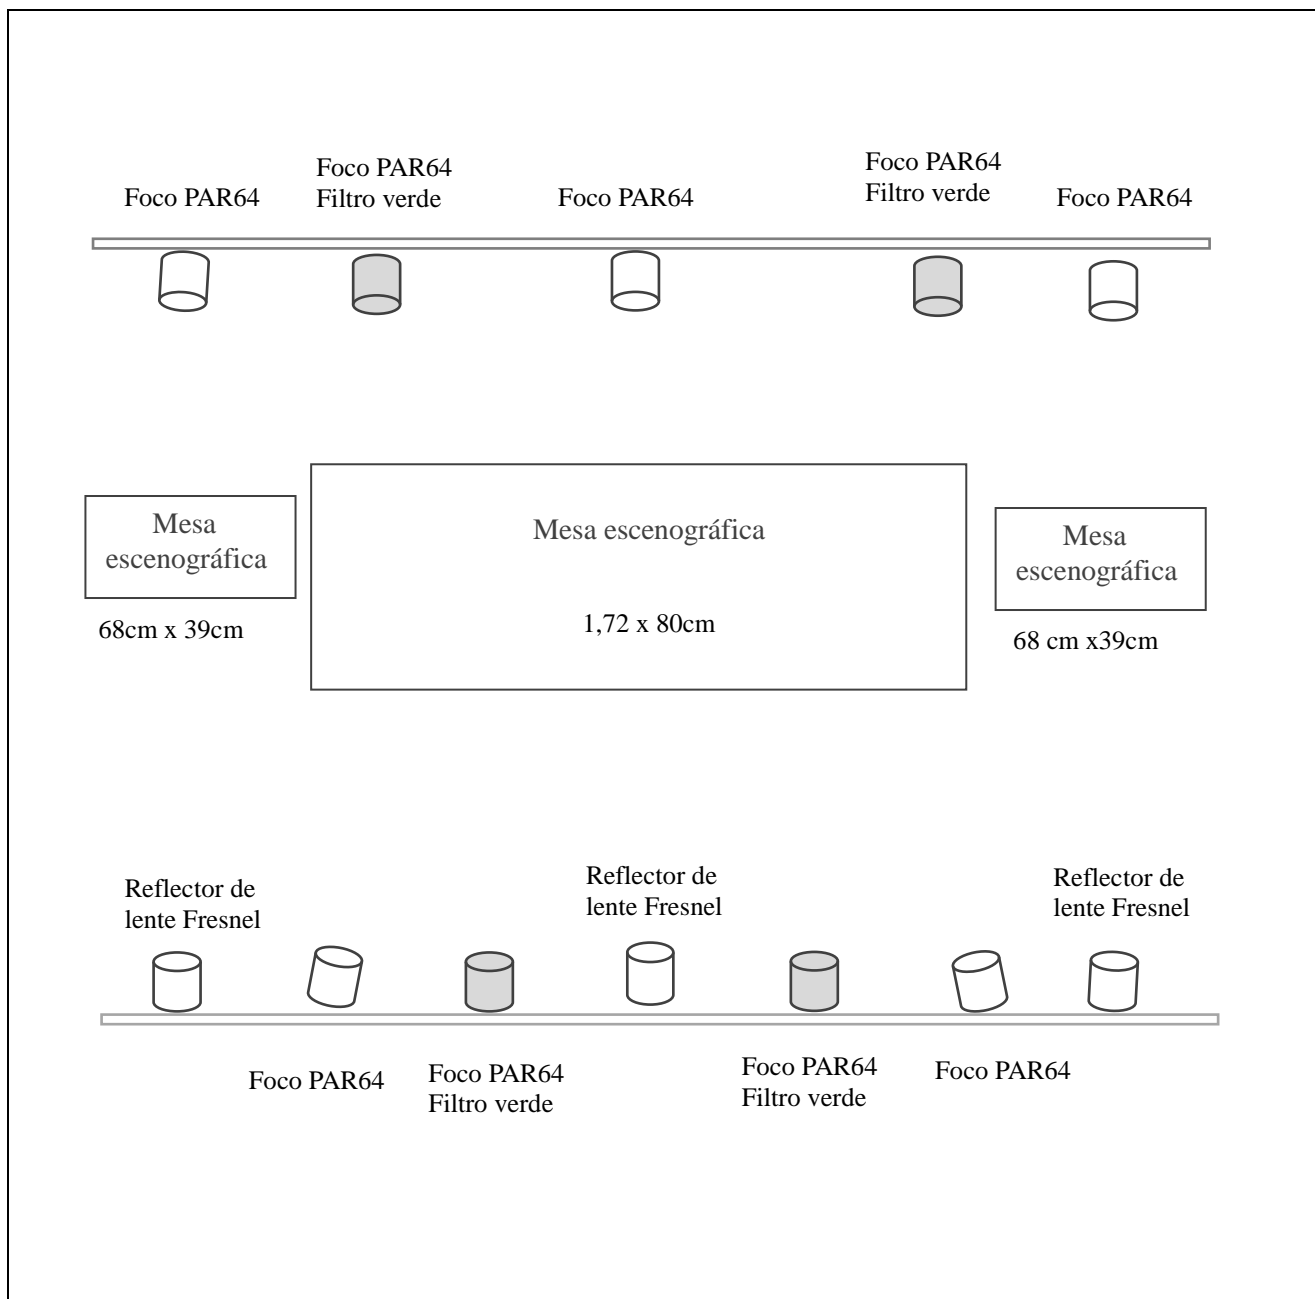 Foco PAR64
Foco PAR64
Filtro verde
Foco PAR64
Foco PAR64
Filtro verde
Foco PAR64
Mesa
escenográfica
68cm x 39cm
Mesa escenográfica
1,72 x 80cm
Mesa
escenográfica
68 cm x39cm
Reflector de
lente Fresnel
Reflector de
lente Fresnel
Reflector de
lente Fresnel
Foco PAR64
Foco PAR64
Filtro verde
Foco PAR64
Filtro verde
Foco PAR64